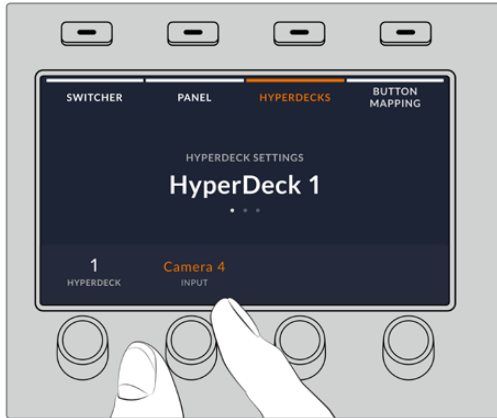 SWITCHER PANEL HYPERDECKS BUTTON MAPPING
HYPERDECK SETTINGS
HyperDeck 1
1 Camera 4
HYPERDECK INPUT